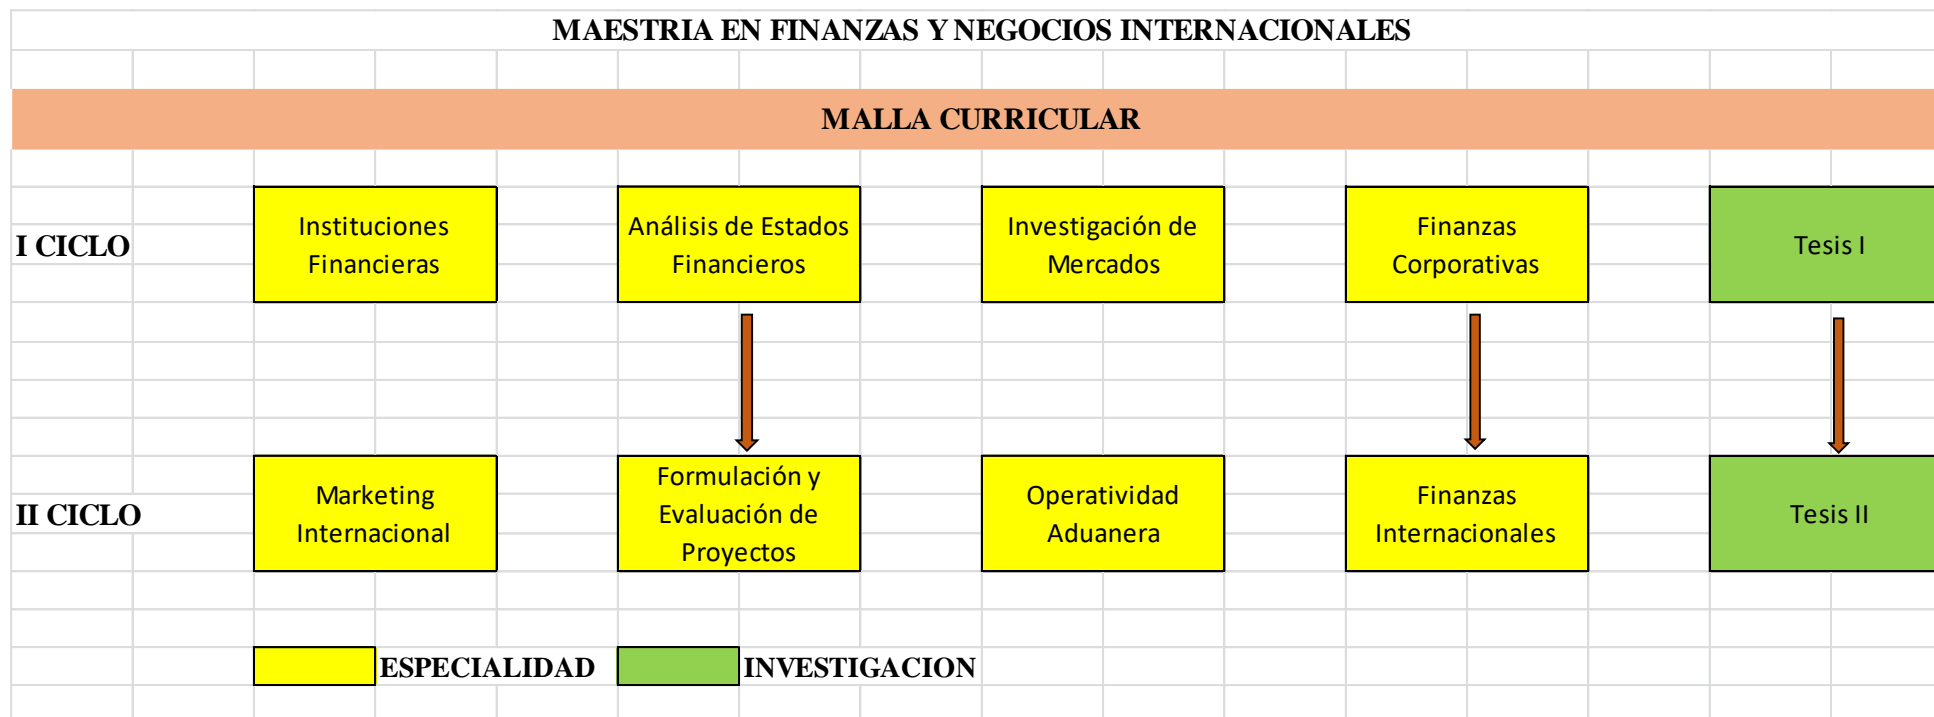 MAESTRIA EN FINANZAS Y NEGOCIOS INTERNACIONALES
MALLA CURRICULAR
I CICLO
Instituciones
Financieras
Análisis de Estados
Financieros
Investigación de
Mercados
Finanzas
Corporativas
Tesis I
II CICLO
Marketing
Internacional
Formulación y
Evaluación de
Proyectos
Operatividad
Aduanera
Finanzas
Internacionales
Tesis II
ESPECIALIDAD
INVESTIGACION